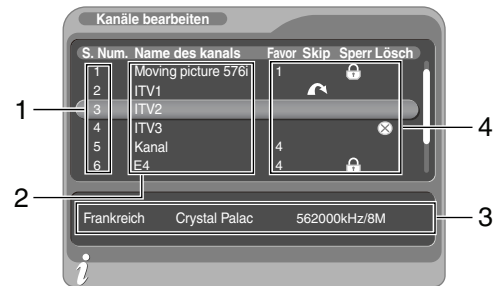 Kanäle bearbeiten
S. Num. Name des kanals Favor Skip Sperr Lösch
1 Moving picture 576i 1
2 ITV1
3 ITV2
4 ITV3
5 Kanal 4
6 E4 4
1
2
3
4
Frankreich Crystal Palac 562000kHz/8M
i